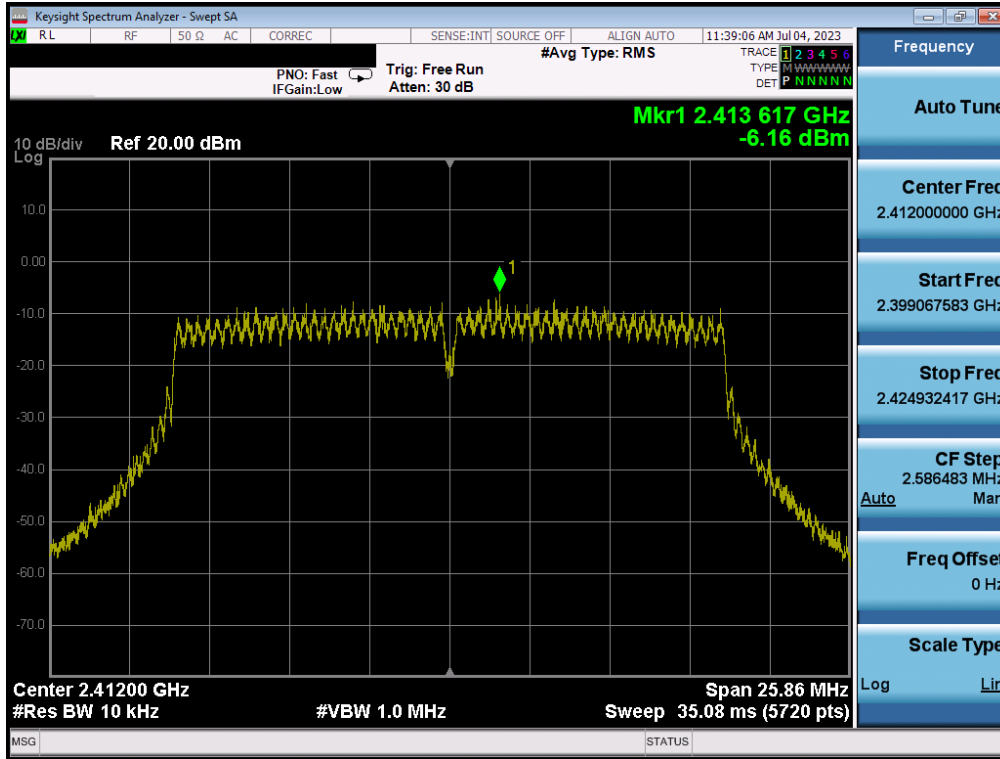 Keysight Spectrum Analyzer - Swept SA
LXI RL RF 50 Ω AC CORREC SENSE:INT SOURCE OFF ALIGN AUTO 11:39:06 AM Jul 04, 2023
#Avg Type: RMS
TRACE 1 2 3 4 5 6
PNO: Fast Trig: Free Run
TYPE M WWWWW
IFGain:Low Atten: 30 dB
DET P N N N N N
Mkr1 2.413 617 GHz
-6.16 dBm
10 dB/div Ref 20.00 dBm
Log
10.0
0.00
1
-10.0
-20.0
-30.0
-40.0
-50.0
-60.0
-70.0
Center 2.41200 GHz Span 25.86 MHz
#Res BW 10 kHz #VBW 1.0 MHz Sweep 35.08 ms (5720 pts)
MSG STATUS
Frequency
Auto Tune
Center Freq
2.412000000 GHz
Start Freq
2.399067583 GHz
Stop Freq
2.424932417 GHz
CF Step
2.586483 MHz
Auto Man
Freq Offset
0 Hz
Scale Type
Log Lin